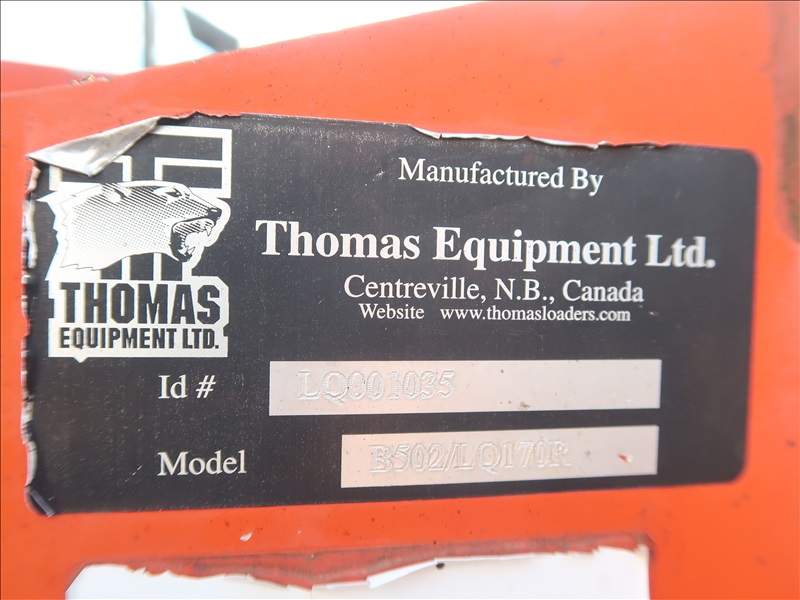 Manufactured By
Thomas Equipment Ltd.
Centreville, N.B., Canada
Website www.thomasloaders.com
THOMAS
EQUIPMENT LTD.
Id # LQ001035
Model B502/LQ170R